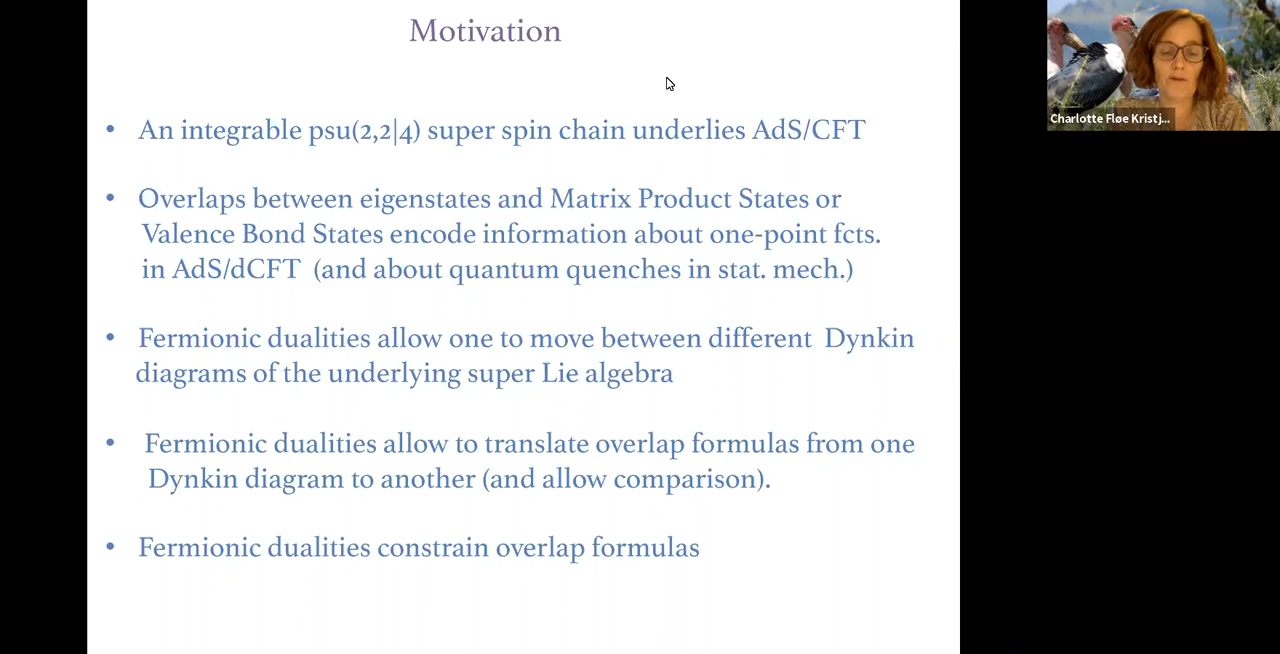 Motivation
• An integrable psu(2,2|4) super spin chain underlies AdS/CFT
• Overlaps between eigenstates and Matrix Product States or
Valence Bond States encode information about one-point fcts.
in AdS/dCFT (and about quantum quenches in stat. mech.)
• Fermionic dualities allow one to move between different Dynkin
diagrams of the underlying super Lie algebra
• Fermionic dualities allow to translate overlap formulas from one
Dynkin diagram to another (and allow comparison).
• Fermionic dualities constrain overlap formulas
Charlotte Fløe Kristj...